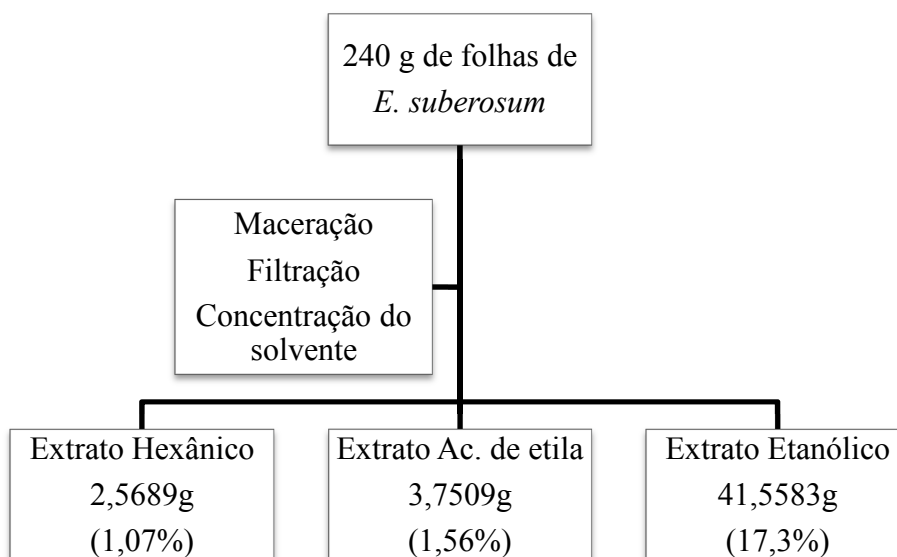 240 g de folhas de
E. suberosum
Maceração
Filtração
Concentração do
solvente
Extrato Hexânico
2,5689g
(1,07%)
Extrato Ac. de etila
3,7509g
(1,56%)
Extrato Etanólico
41,5583g
(17,3%)